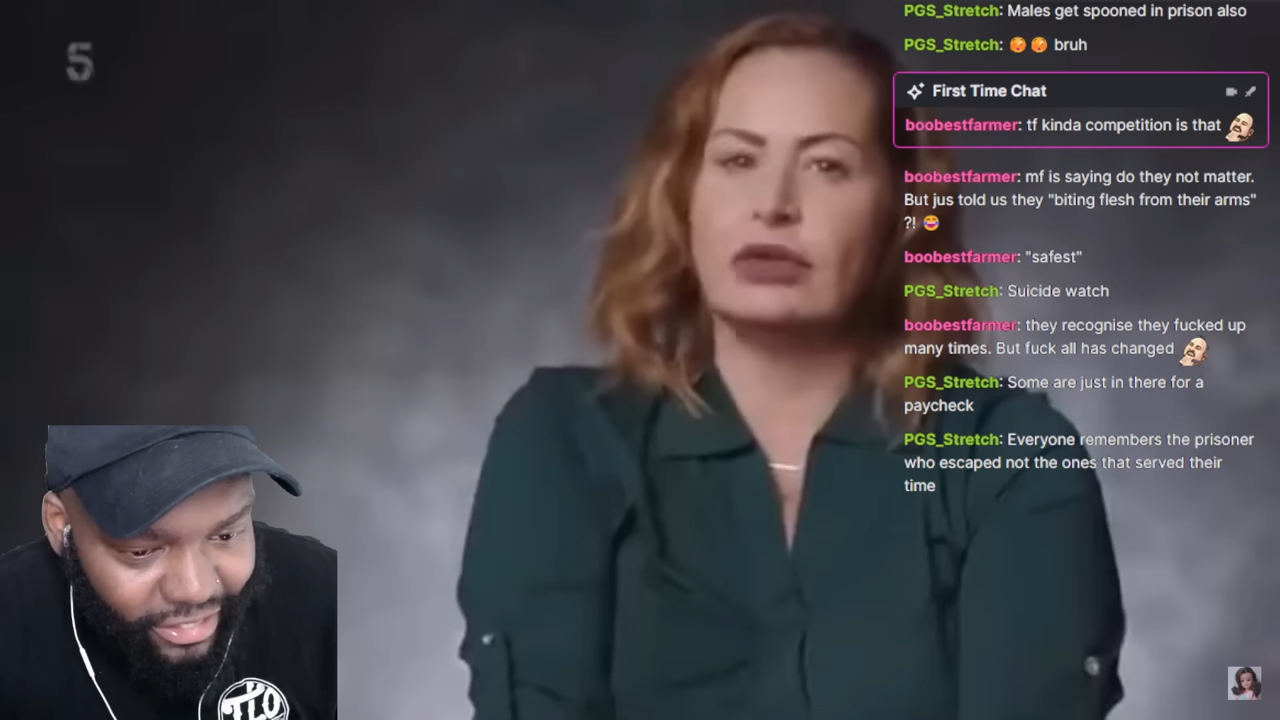 5
PGS_Stretch: Males get spooned in prison also
PGS_Stretch: 🥵 🥵 bruh
First Time Chat
boobestfarmer: tf kinda competition is that
boobestfarmer: mf is saying do they not matter.
But jus told us they "biting flesh from their arms"
?! 😂
boobestfarmer: "safest"
PGS_Stretch: Suicide watch
boobestfarmer: they recognise they fucked up
many times. But fuck all has changed
PGS_Stretch: Some are just in there for a
paycheck
PGS_Stretch: Everyone remembers the prisoner
who escaped not the ones that served their
time
TLO